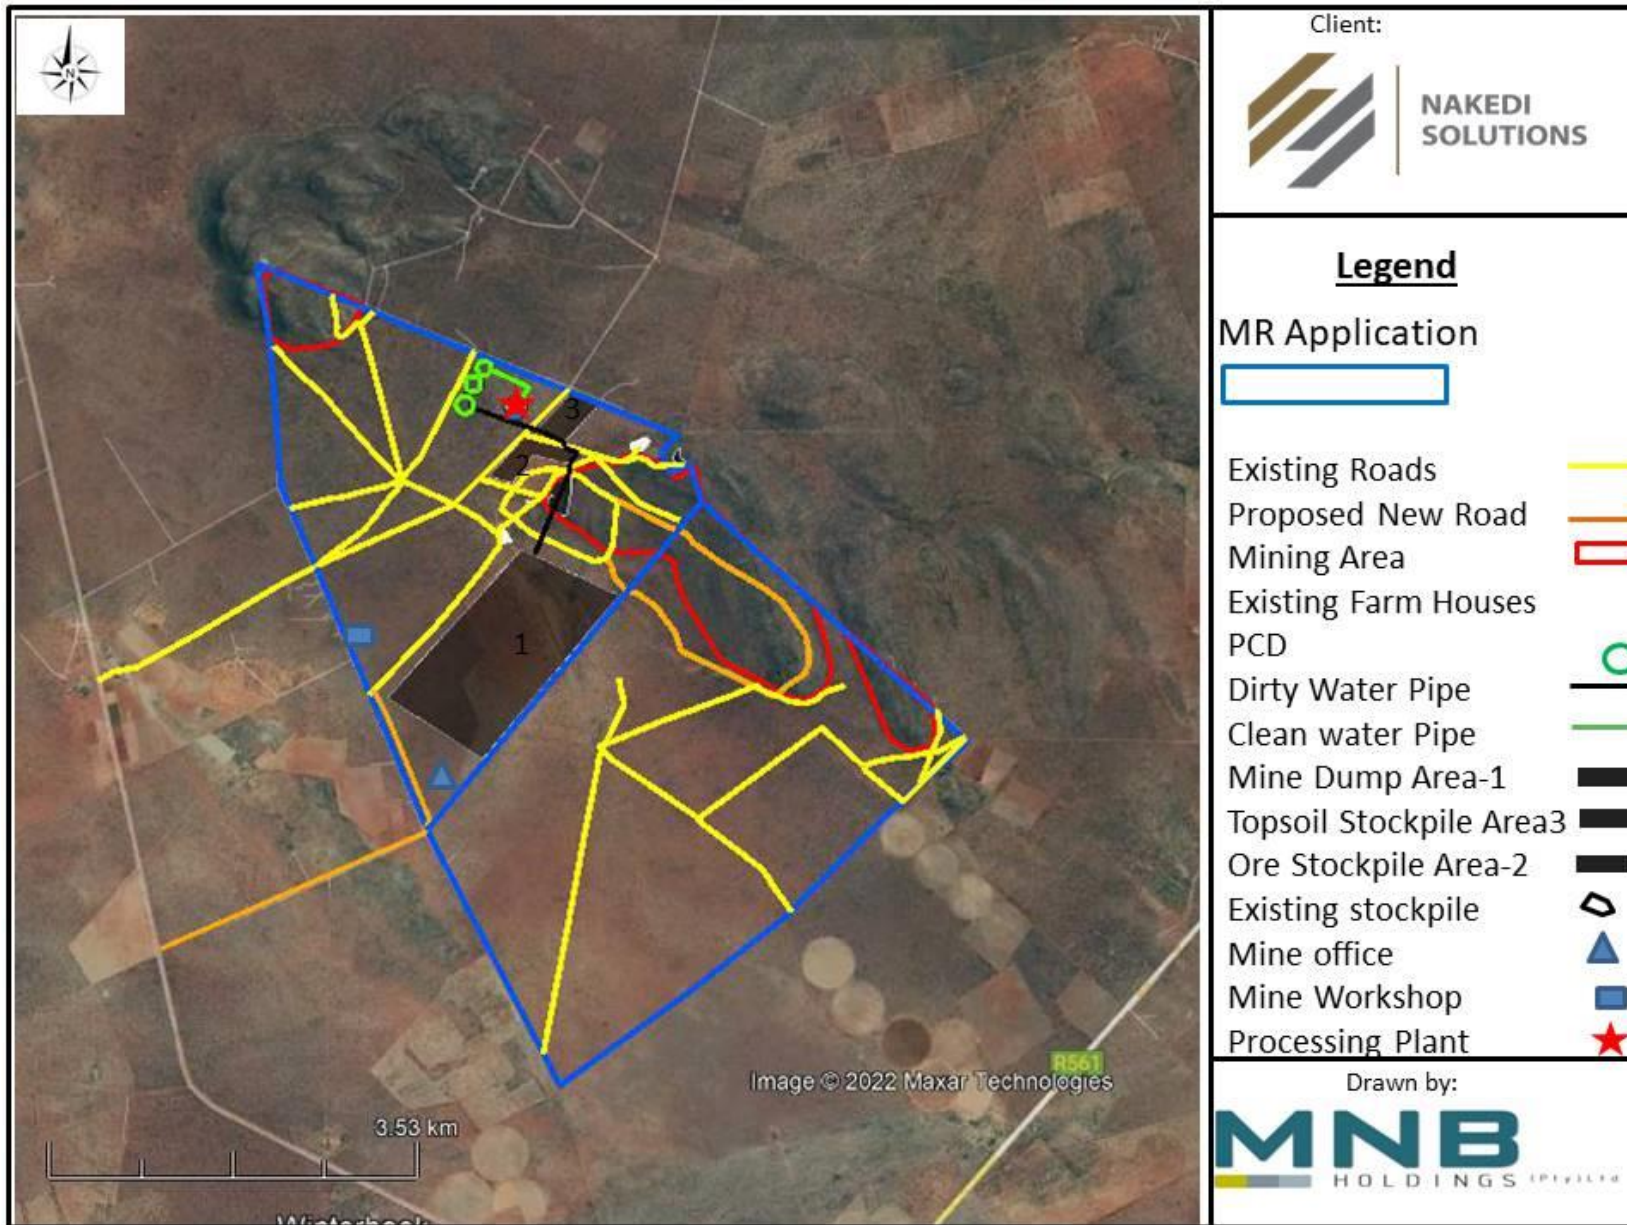 N
3
2
1
3.53 km
Image © 2022 Maxar Technologies
R561
Client:
NAKEDI
SOLUTIONS
Legend
MR Application
Existing Roads
Proposed New Road
Mining Area
Existing Farm Houses
PCD
Dirty Water Pipe
Clean water Pipe
Mine Dump Area-1
Topsoil Stockpile Area3
Ore Stockpile Area-2
Existing stockpile
Mine office
Mine Workshop
Processing Plant
Drawn by:
MNB
HOLDINGS (Pty)Ltd